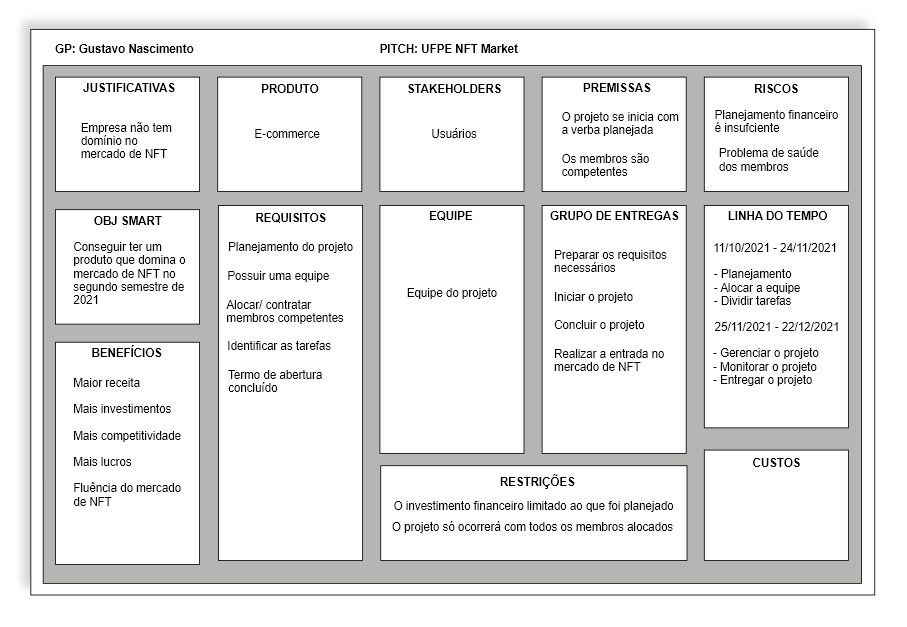 GP: Gustavo Nascimento
PITCH: UFPE NFT Market
JUSTIFICATIVAS
Empresa não tem
domínio no
mercado de NFT
PRODUTO
E-commerce
STAKEHOLDERS
Usuários
PREMISSAS
O projeto se inicia com
a verba planejada
Os membros são
competentes
RISCOS
Planejamento financeiro
é insufciente
Problema de saúde
dos membros
OBJ SMART
Conseguir ter um
produto que domina o
mercado de NFT no
segundo semestre de
2021
BENEFÍCIOS
Maior receita
Mais investimentos
Mais competitividade
Mais lucros
Fluência do mercado
de NFT
REQUISITOS
Planejamento do projeto
Possuir uma equipe
Alocar/ contratar
membros competentes
Identificar as tarefas
Termo de abertura
concluído
EQUIPE
Equipe do projeto
GRUPO DE ENTREGAS
Preparar os requisitos
necessários
Iniciar o projeto
Concluir o projeto
Realizar a entrada no
mercado de NFT
LINHA DO TEMPO
11/10/2021 - 24/11/2021
- Planejamento
- Alocar a equipe
- Dividir tarefas
25/11/2021 - 22/12/2021
- Gerenciar o projeto
- Monitorar o projeto
- Entregar o projeto
RESTRIÇÕES
O investimento financeiro limitado ao que foi planejado
O projeto só ocorrerá com todos os membros alocados
CUSTOS